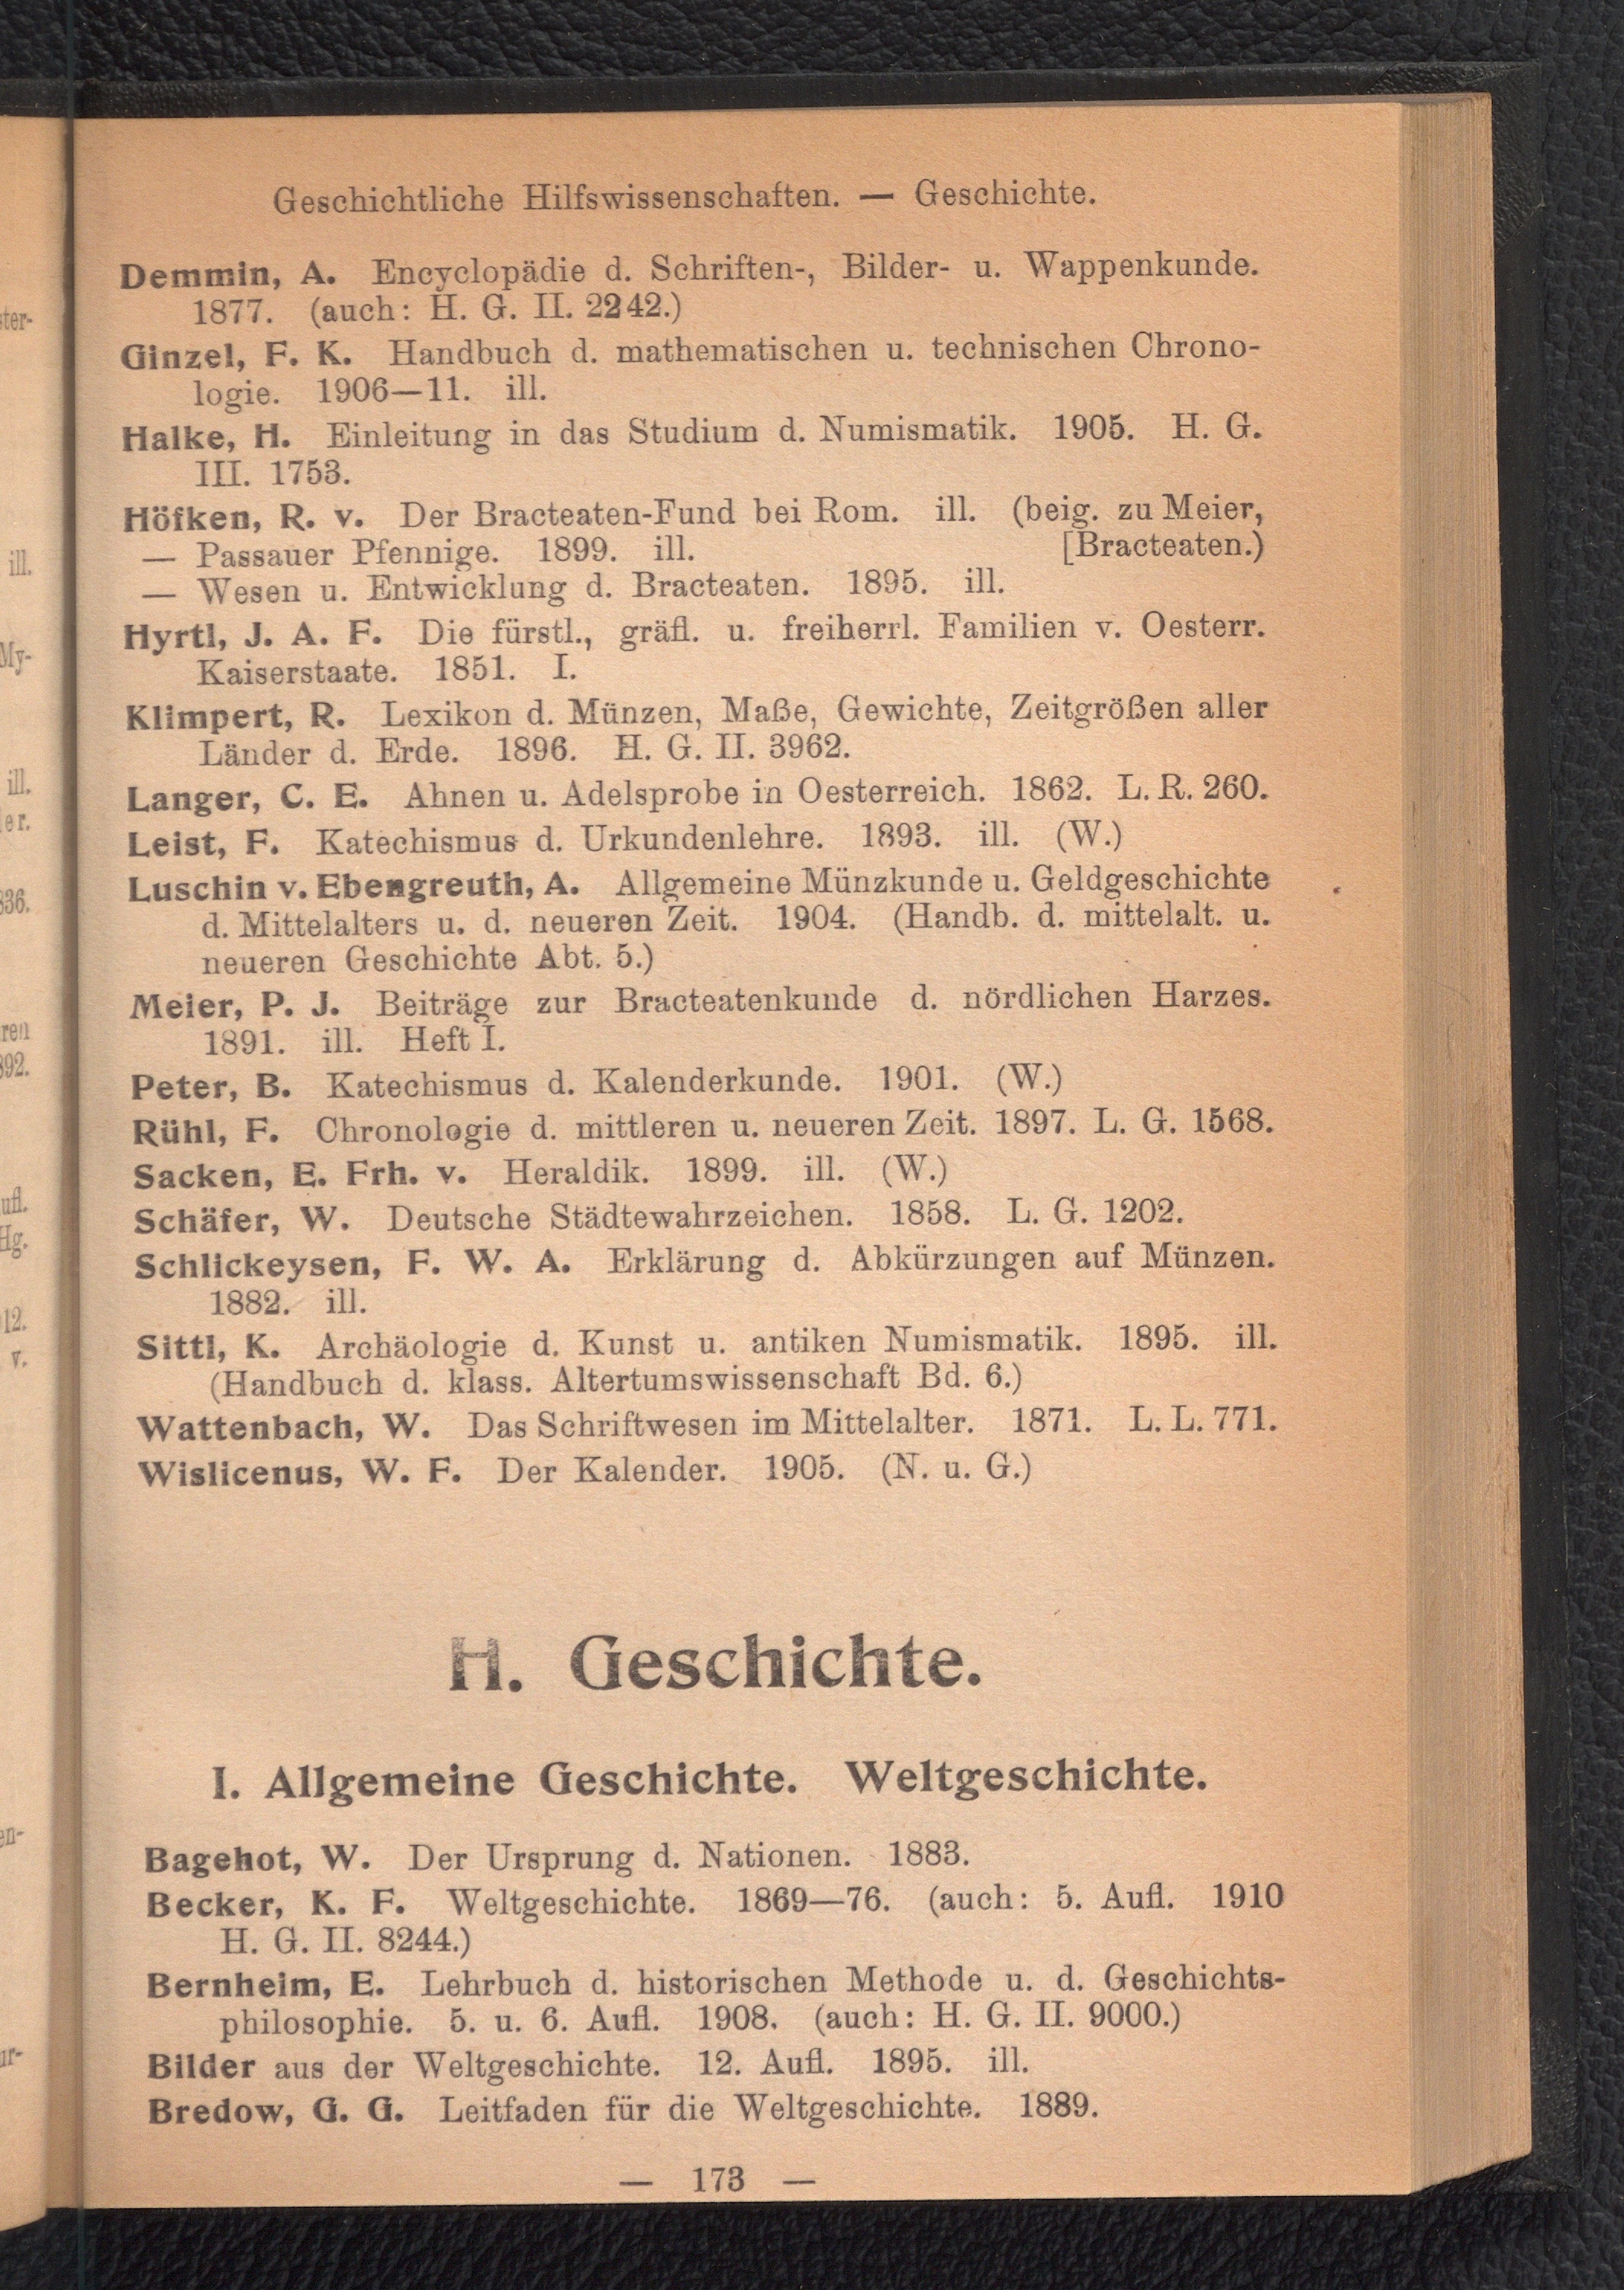 Geschichtliche Hilfswissenschaften. — Geschichte.
Demmin, A. Encyclopädie d. Schriften-, Bilder- u. Wappenkunde.
1877. (auch: H. G. II. 2242.)
Ginzel, F. K. Handbuch d. mathematischen u. technischen Chrono-
logie. 1906—11. ill.
Halke, H. Einleitung in das Studium d. Numismatik. 1905. H. G.
III. 1753.
Höfken, R. v. Der Bracteaten-Fund bei Rom. ill. (beig. zu Meier,
— Passauer Pfennige. 1899. ill. [Bracteaten.)
— Wesen u. Entwicklung d. Bracteaten. 1895. ill.
Hyrtl, J. A. F. Die fürstl., gräfl. u. freiherrl. Familien v. Oesterr.
Kaiserstaate. 1851. I.
Klimpert, R. Lexikon d. Münzen, Maße, Gewichte, Zeitgrößen aller
Länder d. Erde. 1896. H. G. II. 3962.
Langer, C. E. Ahnen u. Adelsprobe in Oesterreich. 1862. L. R. 260.
Leist, F. Katechismus d. Urkundenlehre. 1893. ill. (W.)
Luschin v. Ebengreuth, A. Allgemeine Münzkunde u. Geldgeschichte
d. Mittelalters u. d. neueren Zeit. 1904. (Handb. d. mittelalt. u.
neueren Geschichte Abt. 5.)
Meier, P. J. Beiträge zur Bracteatenkunde d. nördlichen Harzes.
1891. ill. Heft I.
Peter, B. Katechismus d. Kalenderkunde. 1901. (W.)
Rühl, F. Chronologie d. mittleren u. neueren Zeit. 1897. L. G. 1568.
Sacken, E. Frh. v. Heraldik. 1899. ill. (W.)
Schäfer, W. Deutsche Städtewahrzeichen. 1858. L. G. 1202.
Schlickeysen, F. W. A. Erklärung d. Abkürzungen auf Münzen.
1882. ill.
Sittl, K. Archäologie d. Kunst u. antiken Numismatik. 1895. ill.
(Handbuch d. klass. Altertumswissenschaft Bd. 6.)
Wattenbach, W. Das Schriftwesen im Mittelalter. 1871. L. L. 771.
Wislicenus, W. F. Der Kalender. 1905. (N. u. G.)
H. Geschichte.
I. Allgemeine Geschichte. Weltgeschichte.
Bagehot, W. Der Ursprung d. Nationen. 1883.
Becker, K. F. Weltgeschichte. 1869—76. (auch: 5. Aufl. 1910
H. G. II. 8244.)
Bernheim, E. Lehrbuch d. historischen Methode u. d. Geschichts-
philosophie. 5. u. 6. Aufl. 1908. (auch: H. G. II. 9000.)
Bilder aus der Weltgeschichte. 12. Aufl. 1895. ill.
Bredow, G. G. Leitfaden für die Weltgeschichte. 1889.
— 173 —